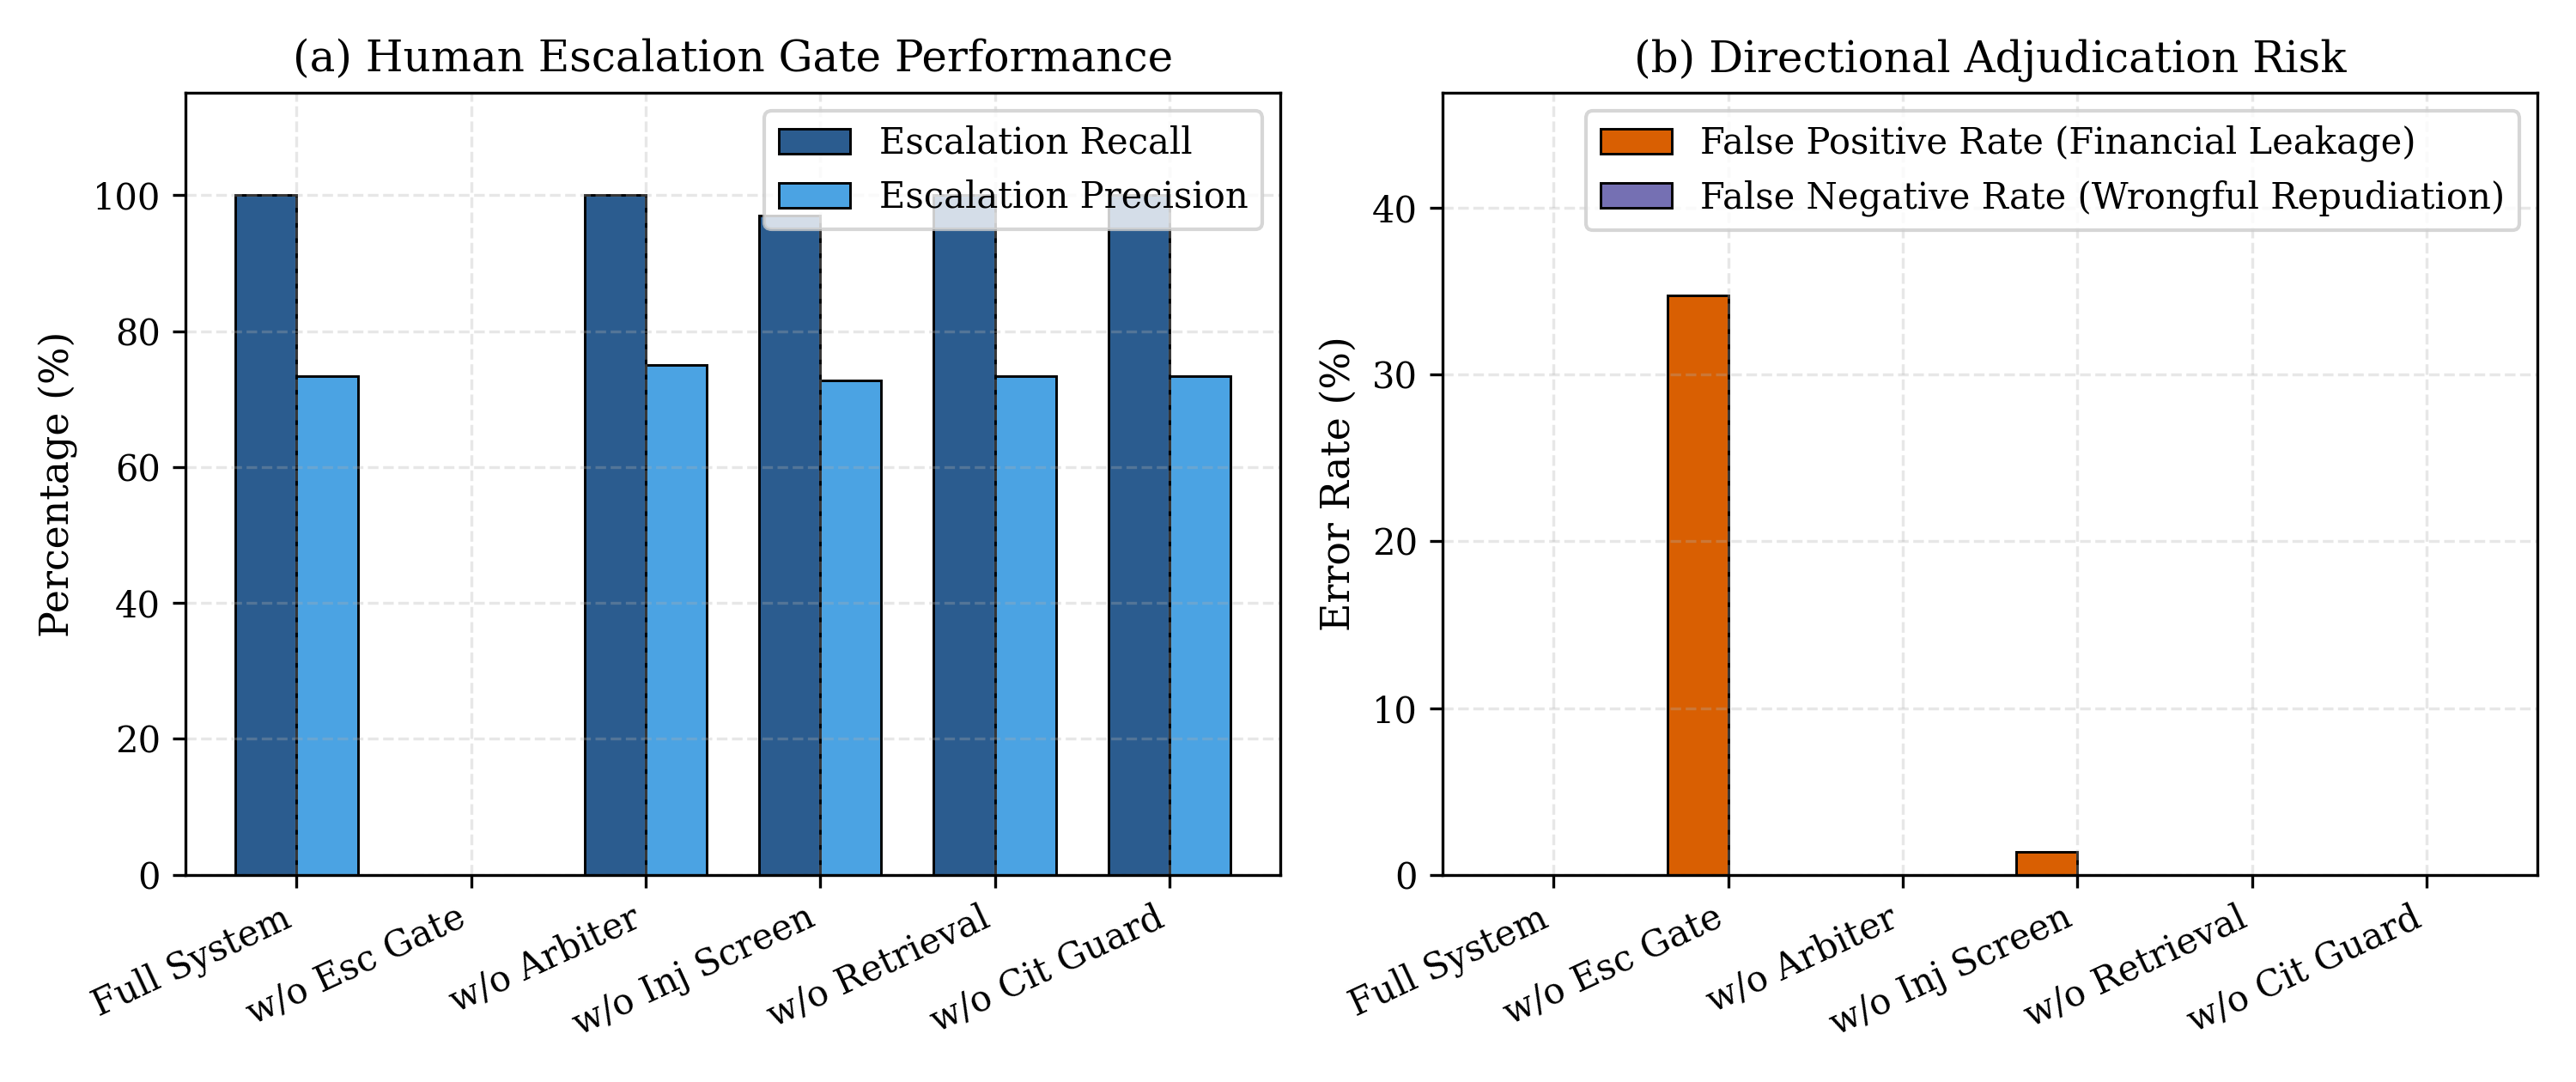 (a) Human Escalation Gate Performance
Escalation Recall
Escalation Precision
Percentage (%)
100
80
60
40
20
0
Full System
w/o Esc Gate
w/o Arbiter
w/o Inj Screen
w/o Retrieval
w/o Cit Guard
(b) Directional Adjudication Risk
False Positive Rate (Financial Leakage)
False Negative Rate (Wrongful Repudiation)
Error Rate (%)
40
30
20
10
0
Full System
w/o Esc Gate
w/o Arbiter
w/o Inj Screen
w/o Retrieval
w/o Cit Guard